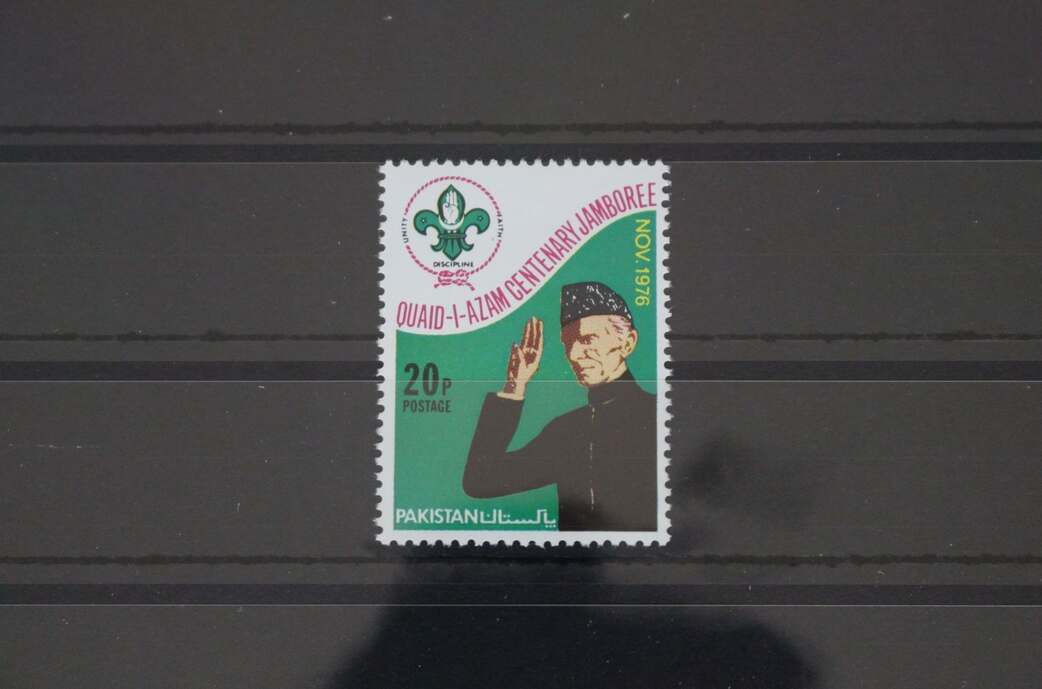 UNITY
FAITH
DISCIPLINE
QUAID-I-AZAM CENTENARY JAMBOREE
NOV. 1976
20P
POSTAGE
PAKISTAN پاکستان